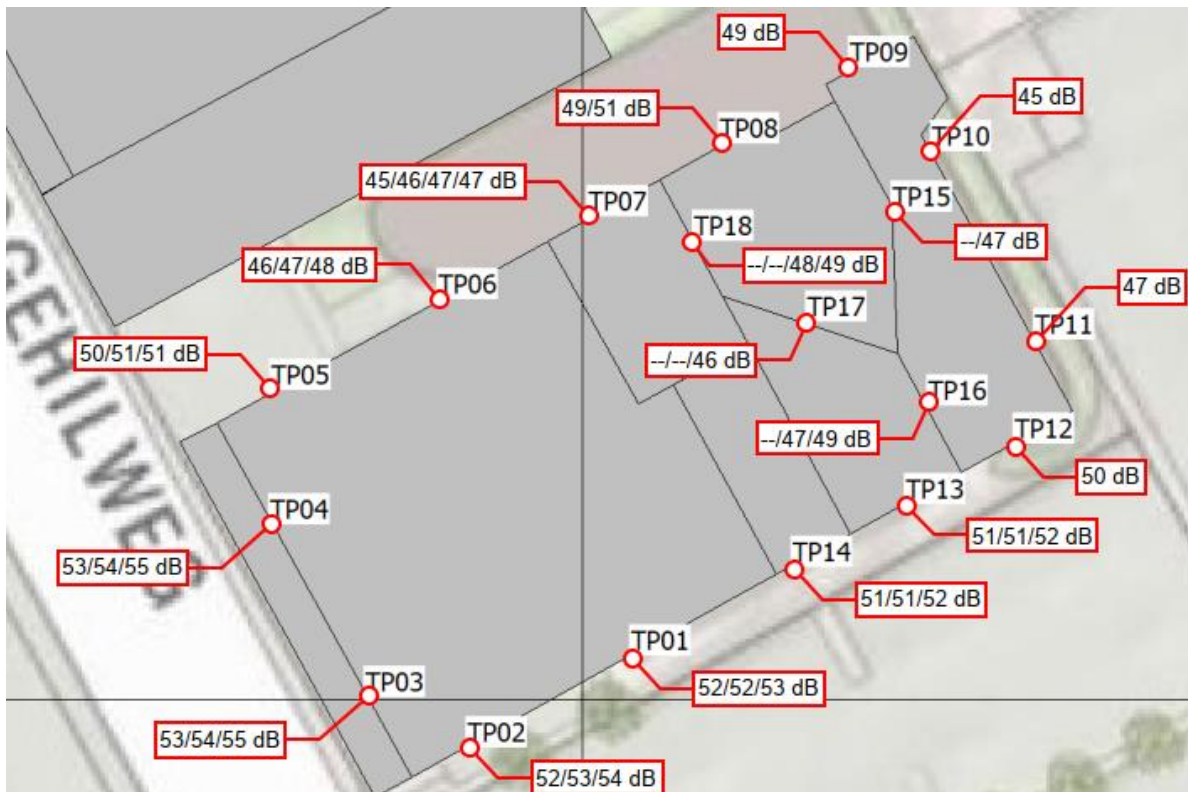 49 dB
TP09
45 dB
49/51 dB
TP08
TP10
45/46/47/47 dB
TP07
TP15
TP18
--/47 dB
46/47/48 dB
--/--/48/49 dB
TP06
47 dB
TP17
TP11
50/51/51 dB
--/--/46 dB
TP05
TP16
TP12
--/47/49 dB
50 dB
TP13
TP04
51/51/52 dB
53/54/55 dB
TP14
51/51/52 dB
TP01
52/52/53 dB
TP03
53/54/55 dB
TP02
52/53/54 dB
GEHILWEG